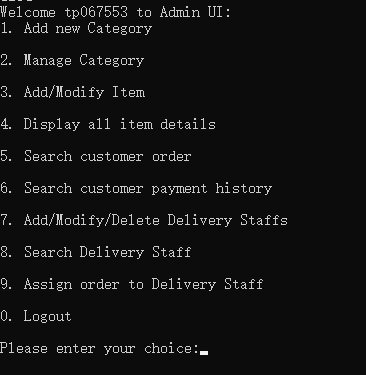 Welcome tp067553 to Admin UI:
1. Add new Category
2. Manage Category
3. Add/Modify Item
4. Display all item details
5. Search customer order
6. Search customer payment history
7. Add/Modify/Delete Delivery Staffs
8. Search Delivery Staff
9. Assign order to Delivery Staff
0. Logout
Please enter your choice: